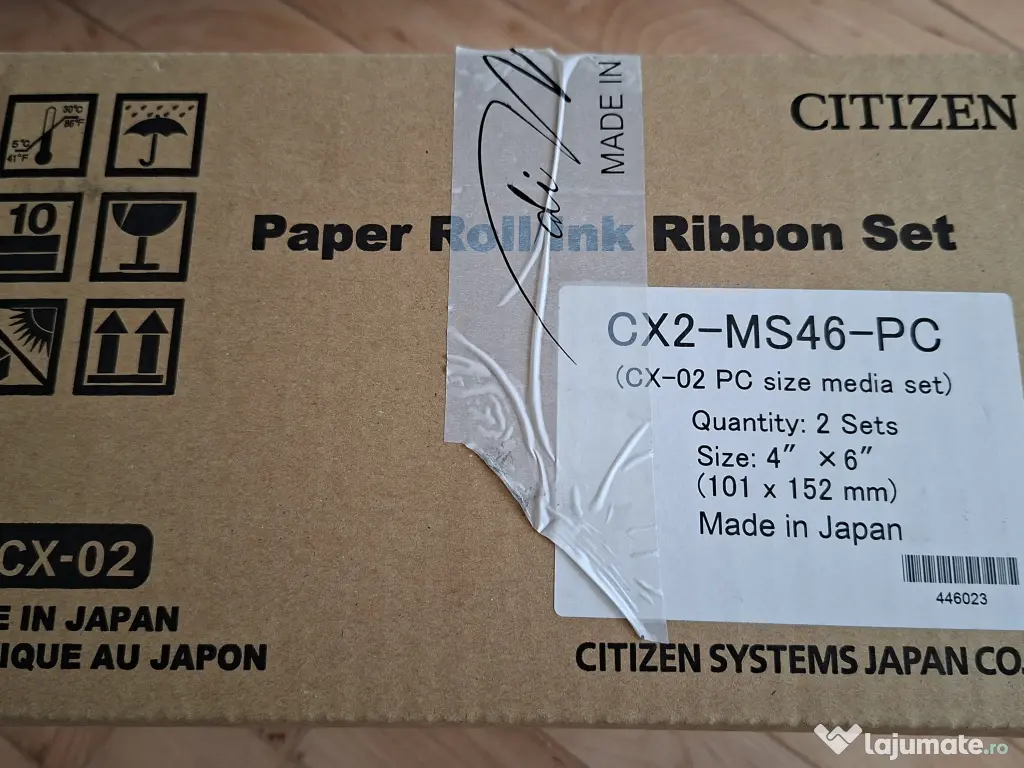 30°C
86°F
5°C
41°F
10
MADE IN
CITIZEN
Paper Roll Ink Ribbon Set
CX2-MS46-PC
(CX-02 PC size media set)
Quantity: 2 Sets
Size: 4″ ×6″
(101 x 152 mm)
Made in Japan
446023
CX-02
E IN JAPAN
IQUE AU JAPON
CITIZEN SYSTEMS JAPAN CO.
lajumate.ro